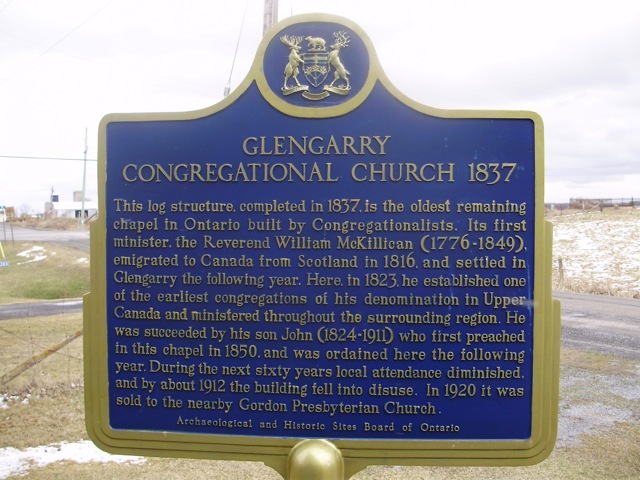 GLENGARRY
CONGREGATIONAL CHURCH 1837
This log structure, completed in 1837, is the oldest remaining
chapel in Ontario built by Congregationalists. Its first
minister, the Reverend William McKillican (1776-1849),
emigrated to Canada from Scotland in 1816, and settled in
Glengarry the following year. Here, in 1823, he established one
of the earliest congregations of his denomination in Upper
Canada and ministered throughout the surrounding region. He
was succeeded by his son John (1824-1911) who first preached
in this chapel in 1850, and was ordained here the following
year. During the next sixty years local attendance diminished,
and by about 1912 the building fell into disuse. In 1920 it was
sold to the nearby Gordon Presbyterian Church.
Archaeological and Historic Sites Board of Ontario